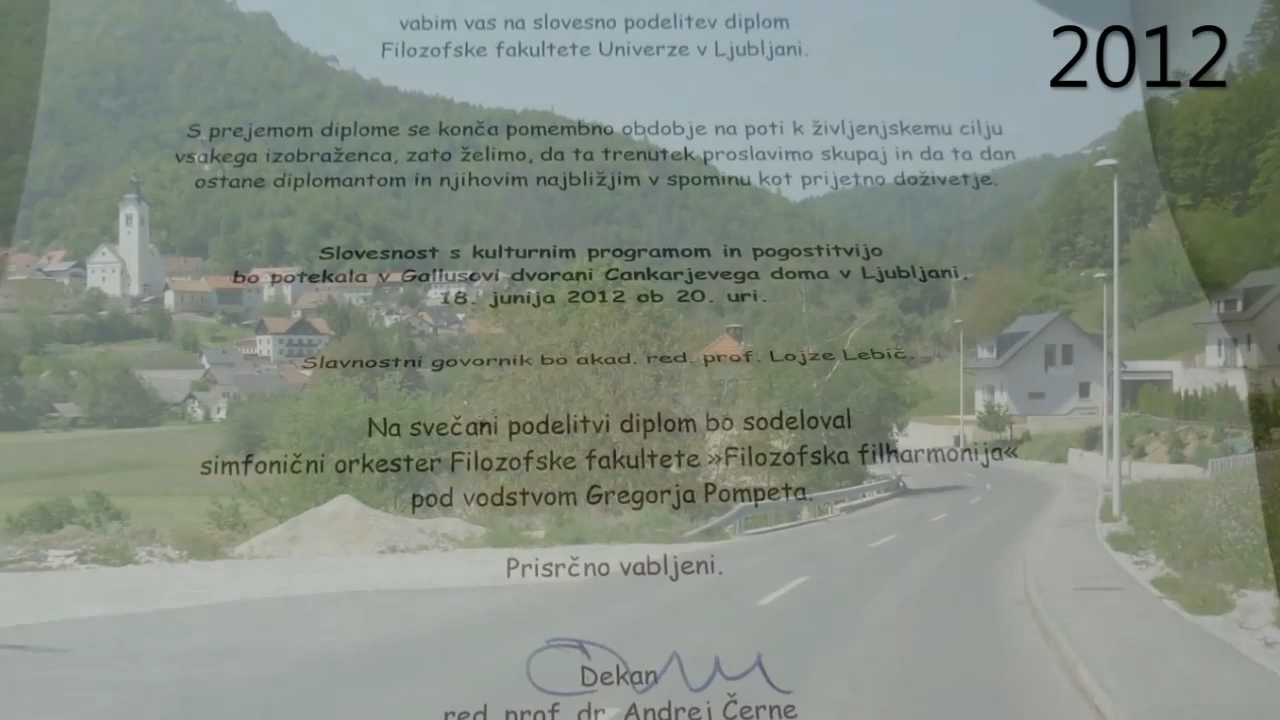 2012
vabim vas na slovesno podelitev diplom
Filozofske fakultete Univerze v Ljubljani.
S prejemom diplome se konča pomembno obdobje na poti k življenjskemu cilju
vsakega izobraženca, zato želimo, da ta trenutek proslavimo skupaj in da ta dan
ostane diplomantom in njihovim najbližjim v spominu kot prijetno doživetje.
Slovesnost s kulturnim programom in pogostitvijo
bo potekala v Gallusovi dvorani Cankarjevega doma v Ljubljani,
18. junija 2012 ob 20. uri.
Slavnostni govornik bo akad. red. prof. Lojze Lebič.
Na svečani podelitvi diplom bo sodeloval
simfonični orkester Filozofske fakultete »Filozofska filharmonija«
pod vodstvom Gregorja Pompeta.
Prisrčno vabljeni.
Dekan
red. prof. dr. Andrej Černe